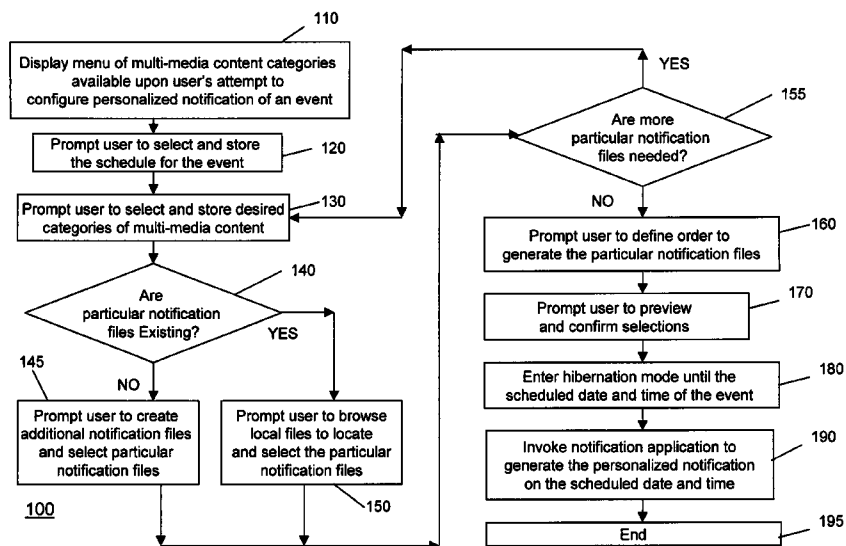 110
Display menu of multi-media content categories
available upon user's attempt to
configure personalized notification of an event
Prompt user to select and store
the schedule for the event
120
Prompt user to select and store desired
categories of multi-media content
130
140
Are
particular notification
files Existing?
YES
NO
145
Prompt user to create
additional notification files
and select particular
notification files
Prompt user to browse
local files to locate
and select the particular
notification files
150
100
YES
155
Are more
particular notification
files needed?
NO
Prompt user to define order to
generate the particular notification files
160
170
Prompt user to preview
and confirm selections
Enter hibernation mode until the
scheduled date and time of the event
180
Invoke notification application to
generate the personalized notification
on the scheduled date and time
190
End
195